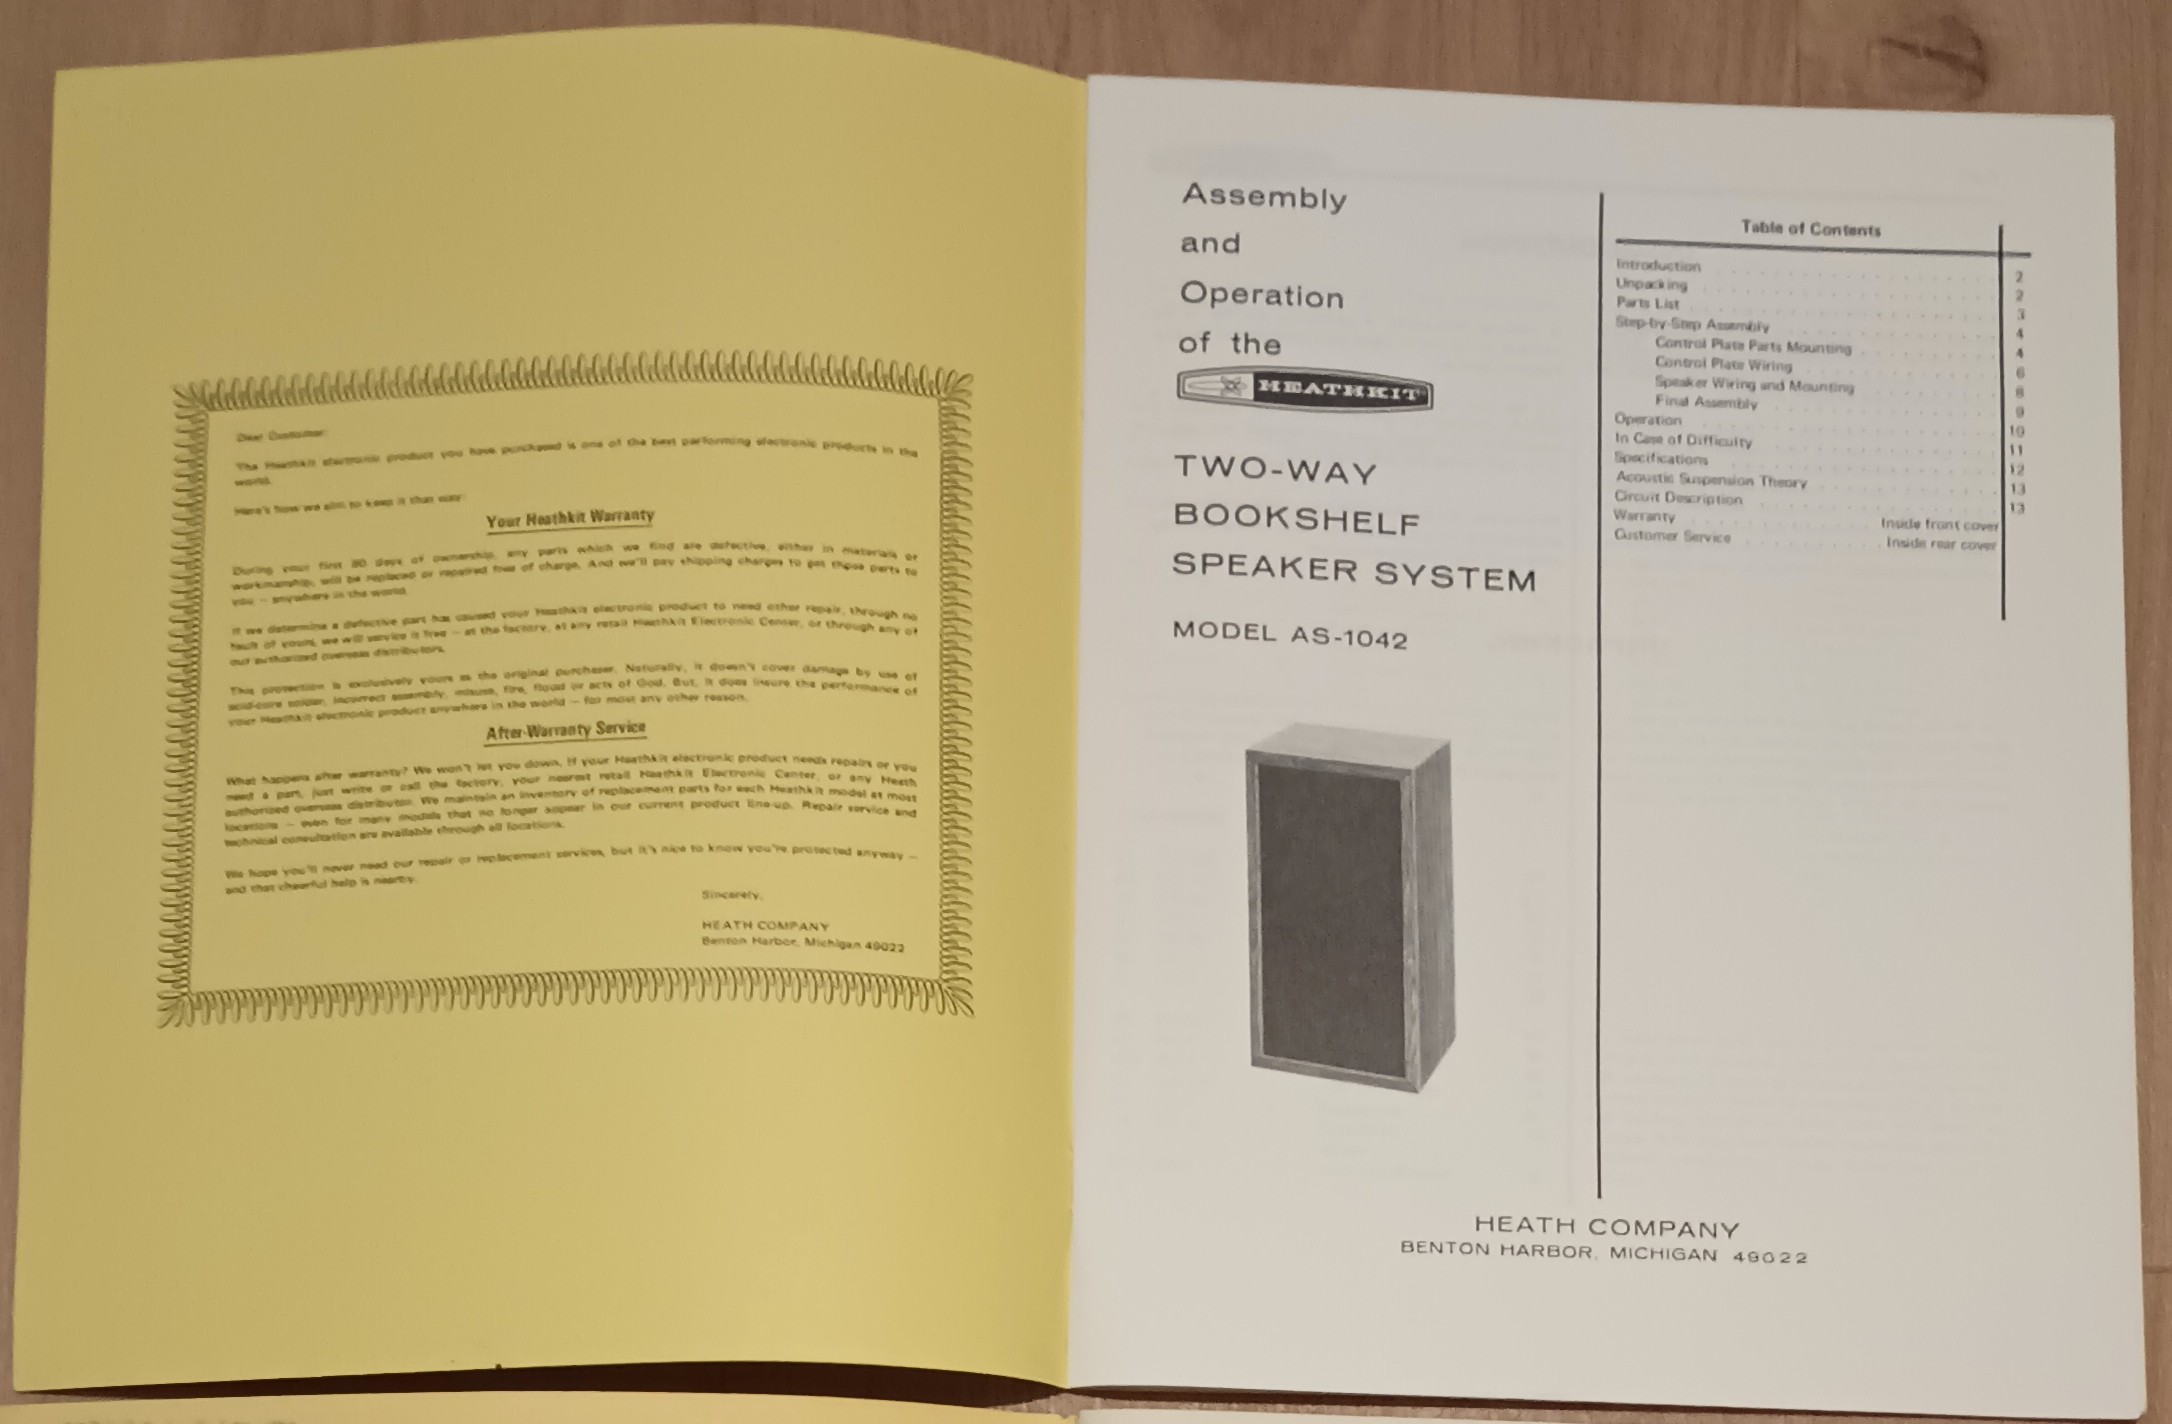 Dear Customer:
The Heathkit electronic product you have purchased is one of the best performing electronic products in the
world.
Here's how we aim to keep it that way:
Your Heathkit Warranty
During your first 90 days of ownership, any parts which we find are defective, either in materials or
workmanship, will be replaced or repaired free of charge. And we'll pay shipping charges to get those parts to
you — anywhere in the world.
If we determine a defective part has caused your Heathkit electronic product to need other repair, through no
fault of yours, we will service it free — at the factory, at any retail Heathkit Electronic Center, or through any of
our authorized overseas distributors.
This protection is exclusively yours as the original purchaser. Naturally, it doesn't cover damage by use of
acid-core solder, incorrect assembly, misuse, fire, flood or acts of God. But, it does insure the performance of
your Heathkit electronic product anywhere in the world — for most any other reason.
After-Warranty Service
What happens after warranty? We won't let you down. If your Heathkit electronic product needs repairs or you
need a part, just write or call the factory, your nearest retail Heathkit Electronic Center, or any Heath
authorized overseas distributor. We maintain an inventory of replacement parts for each Heathkit model at most
locations — even for many models that no longer appear in our current product line-up. Repair service and
technical consultation are available through all locations.
We hope you'll never need our repair or replacement services, but it's nice to know you're protected anyway —
and that cheerful help is nearby.
Sincerely,
HEATH COMPANY
Benton Harbor, Michigan 49022
Assembly
and
Operation
of the
HEATHKIT
TWO-WAY
BOOKSHELF
SPEAKER SYSTEM
MODEL AS-1042
Table of Contents
Introduction 2
Unpacking 2
Parts List 3
Step-by-Step Assembly 4
Control Plate Parts Mounting 4
Control Plate Wiring 6
Speaker Wiring and Mounting 8
Final Assembly 9
Operation 10
In Case of Difficulty 11
Specifications 12
Acoustic Suspension Theory 13
Circuit Description 13
Warranty Inside front cover
Customer Service Inside rear cover
HEATH COMPANY
BENTON HARBOR, MICHIGAN 49022